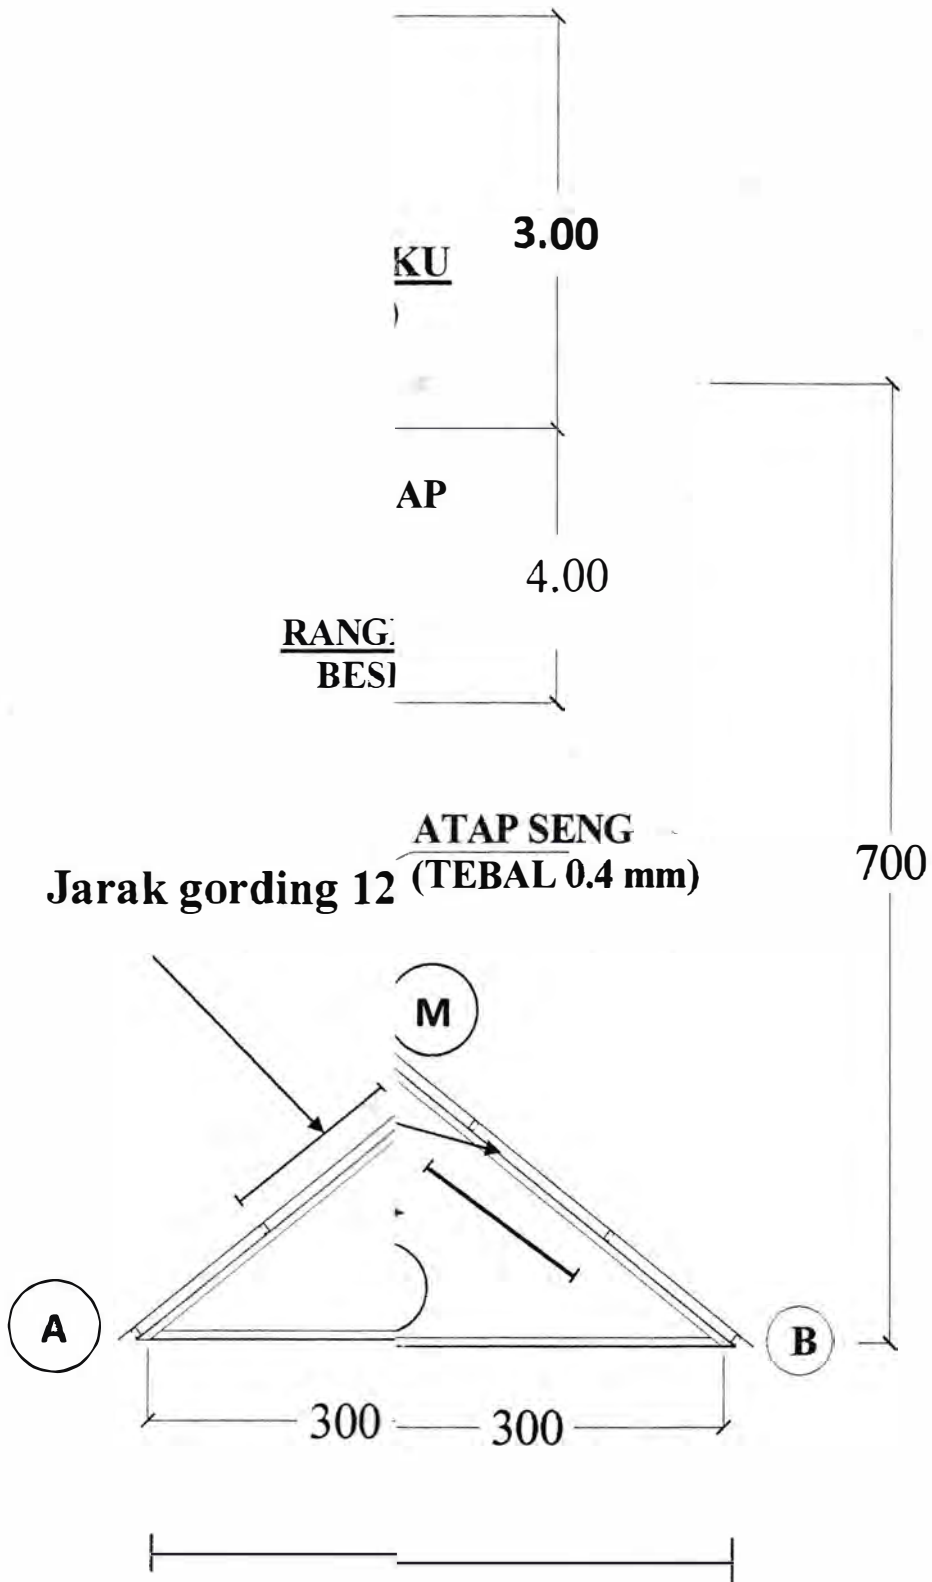 3.00
KU
)
AP
4.00
RANG
BESI
ATAP SENG
(TEBAL 0.4 mm)
700
Jarak gording 12
M
A
B
300
300